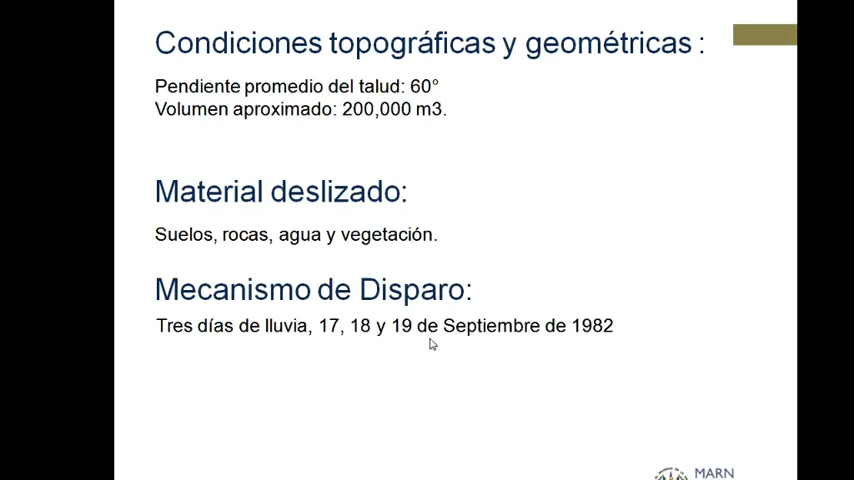 Condiciones topográficas y geométricas :
Pendiente promedio del talud: 60°
Volumen aproximado: 200,000 m3.
Material deslizado:
Suelos, rocas, agua y vegetación.
Mecanismo de Disparo:
Tres días de lluvia, 17, 18 y 19 de Septiembre de 1982
MARN